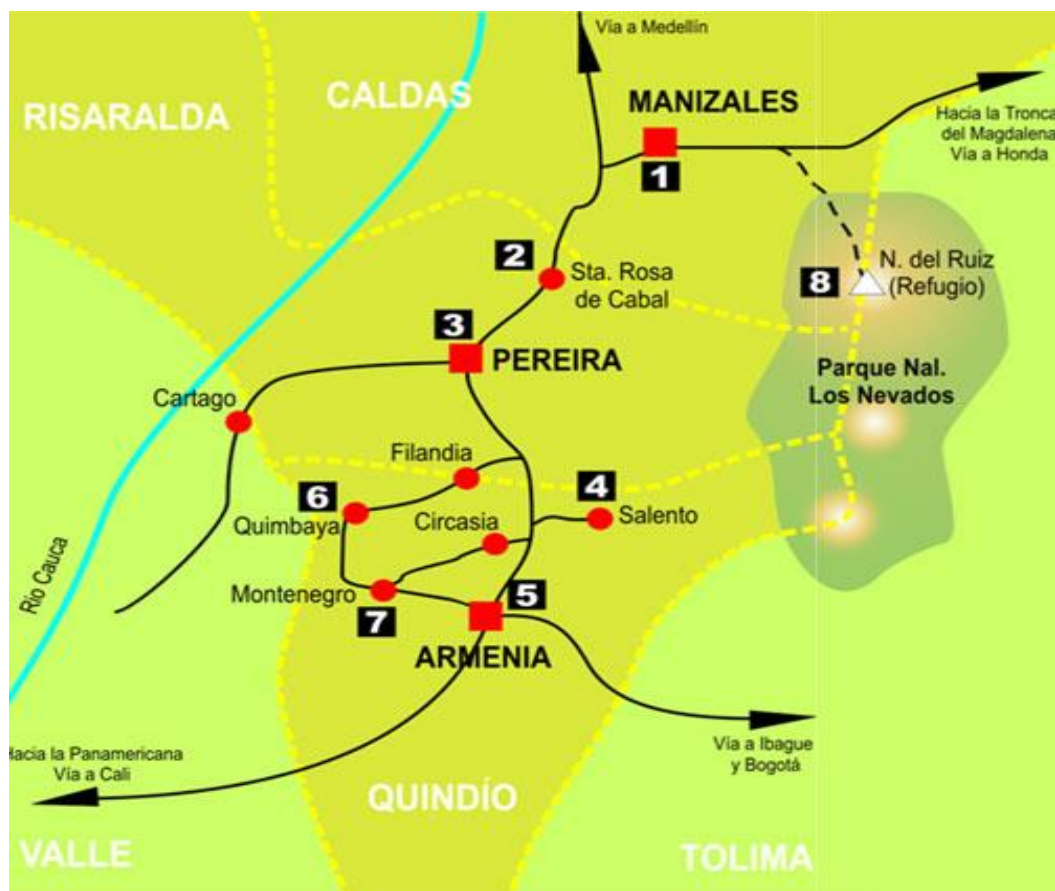 Vía a Medellín
CALDAS
RISARALDA
MANIZALES
1
Hacia la Tronca
del Magdalena
Vía a Honda
2
Sta. Rosa
de Cabal
8
N. del Ruiz
(Refugio)
3
PEREIRA
Parque Nal.
Los Nevados
Cartago
Filandia
4
6
Quimbaya
Circasia
Salento
Rio Cauca
Montenegro
7
5
ARMENIA
Hacia la Panamericana
Vía a Cali
Vía a Ibague
y Bogotá
QUINDÍO
VALLE
TOLIMA